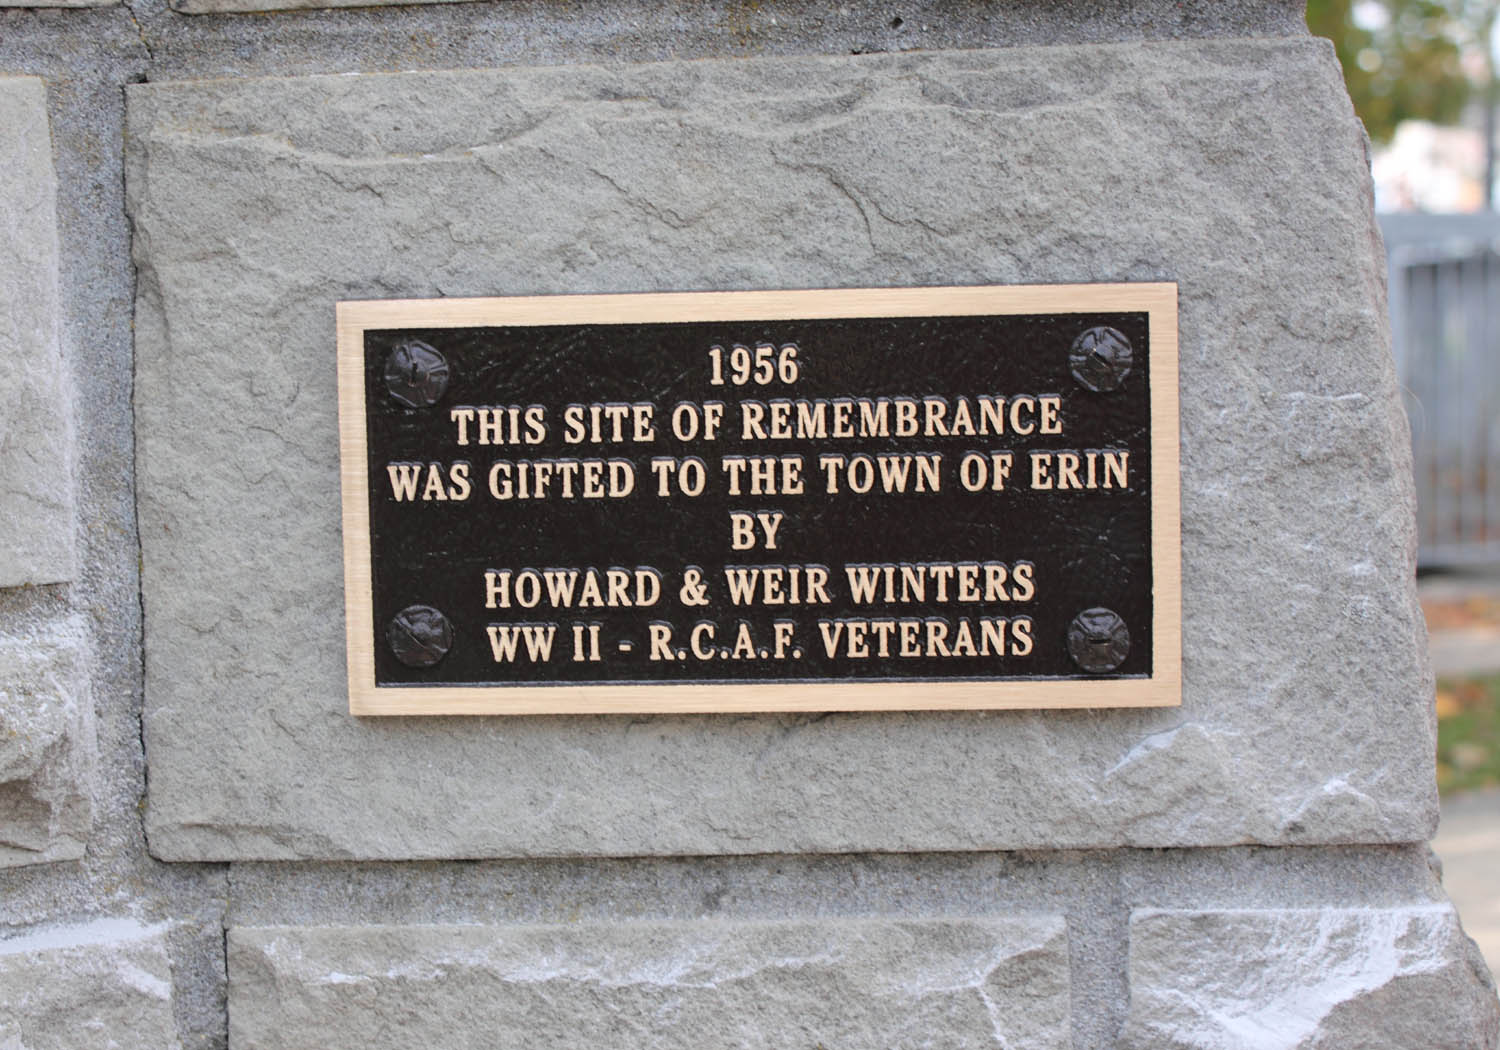 1956
THIS SITE OF REMEMBRANCE
WAS GIFTED TO THE TOWN OF ERIN
BY
HOWARD & WEIR WINTERS
WW II - R.C.A.F. VETERANS